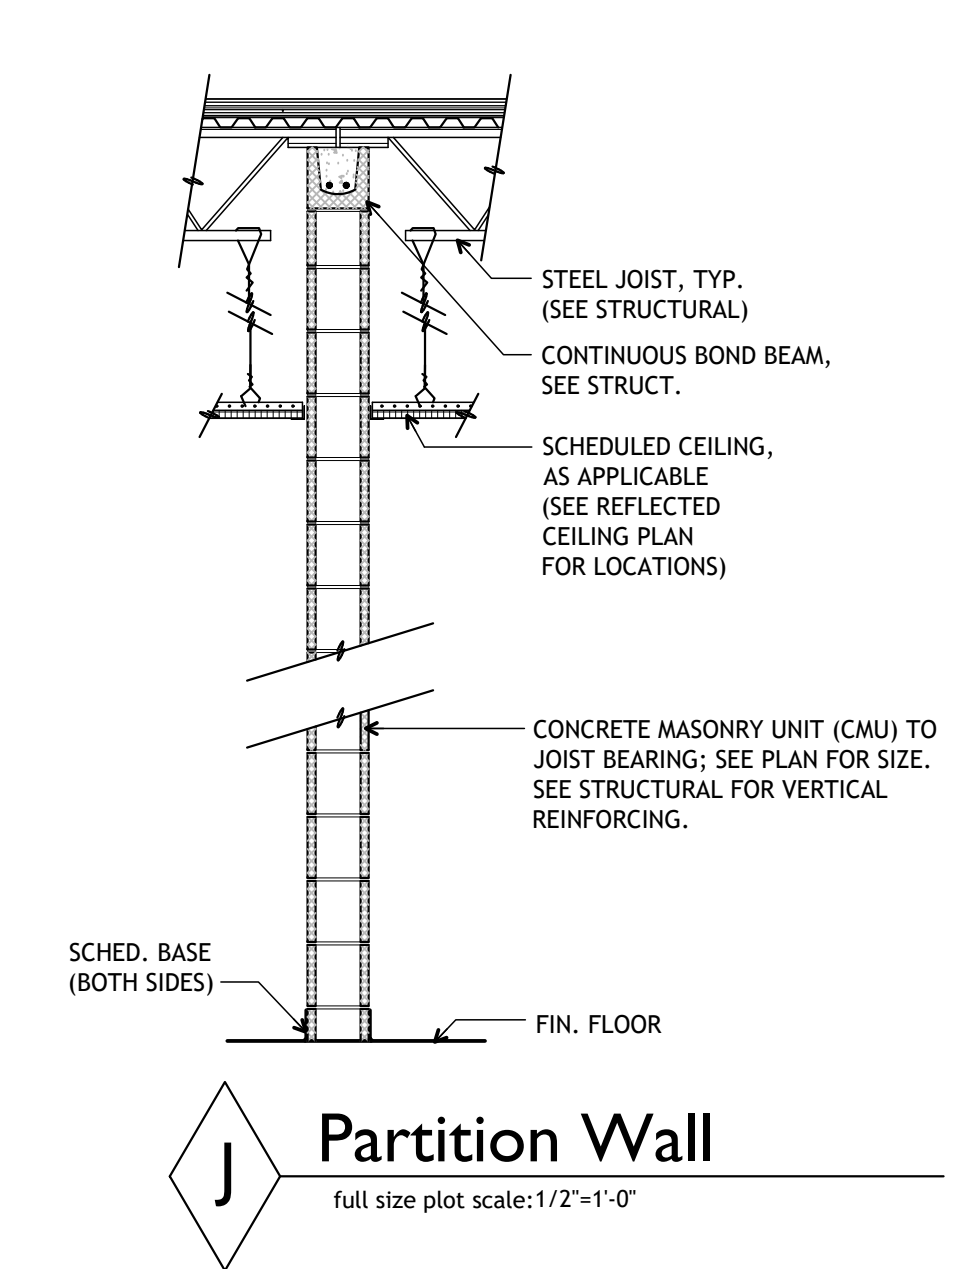 STEEL JOIST, TYP.
(SEE STRUCTURAL)
CONTINUOUS BOND BEAM,
SEE STRUCT.
SCHEDULED CEILING,
AS APPLICABLE
(SEE REFLECTED
CEILING PLAN
FOR LOCATIONS)
CONCRETE MASONRY UNIT (CMU) TO
JOIST BEARING; SEE PLAN FOR SIZE.
SEE STRUCTURAL FOR VERTICAL
REINFORCING.
SCHED. BASE
(BOTH SIDES)
FIN. FLOOR
J
Partition Wall
full size plot scale:1/2"=1'-0"